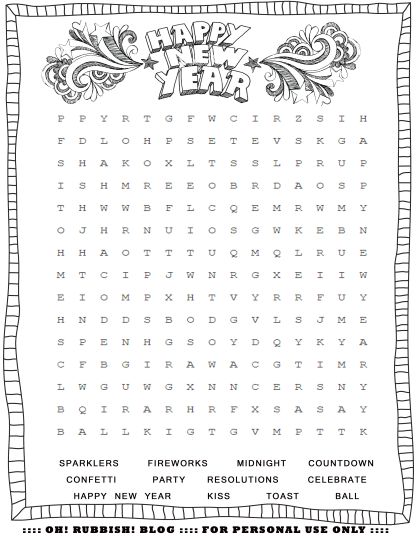 HAPPY
NEW
YEAR
P P Y R T G F W C I R Z S I H
F D L O H P S E T E V S K G A
S H A K O X L T S S L P R U P
I S H M R E E O B R D A O S P
T H W W B F L C Q E M R W M Y
O J H R N U I O S G W K E B N
H H A O T T T U Q M Q L R U E
M T C I P J W N R G X E I I W
E I O M P X H T V Y R R F U Y
H N D D S B O D G V L S J M E
S P E N H G S O Y D Q Y K Y A
C F B G I R A W A C G T I M R
L W G U W G X N N C E R S N Y
B Q I R A R H R F X S A S A Y
B A L L K I G T G V M P T T K
SPARKLERS FIREWORKS MIDNIGHT COUNTDOWN
CONFETTI PARTY RESOLUTIONS CELEBRATE
HAPPY NEW YEAR KISS TOAST BALL
:::: OH! RUBBISH! BLOG :::: FOR PERSONAL USE ONLY ::::